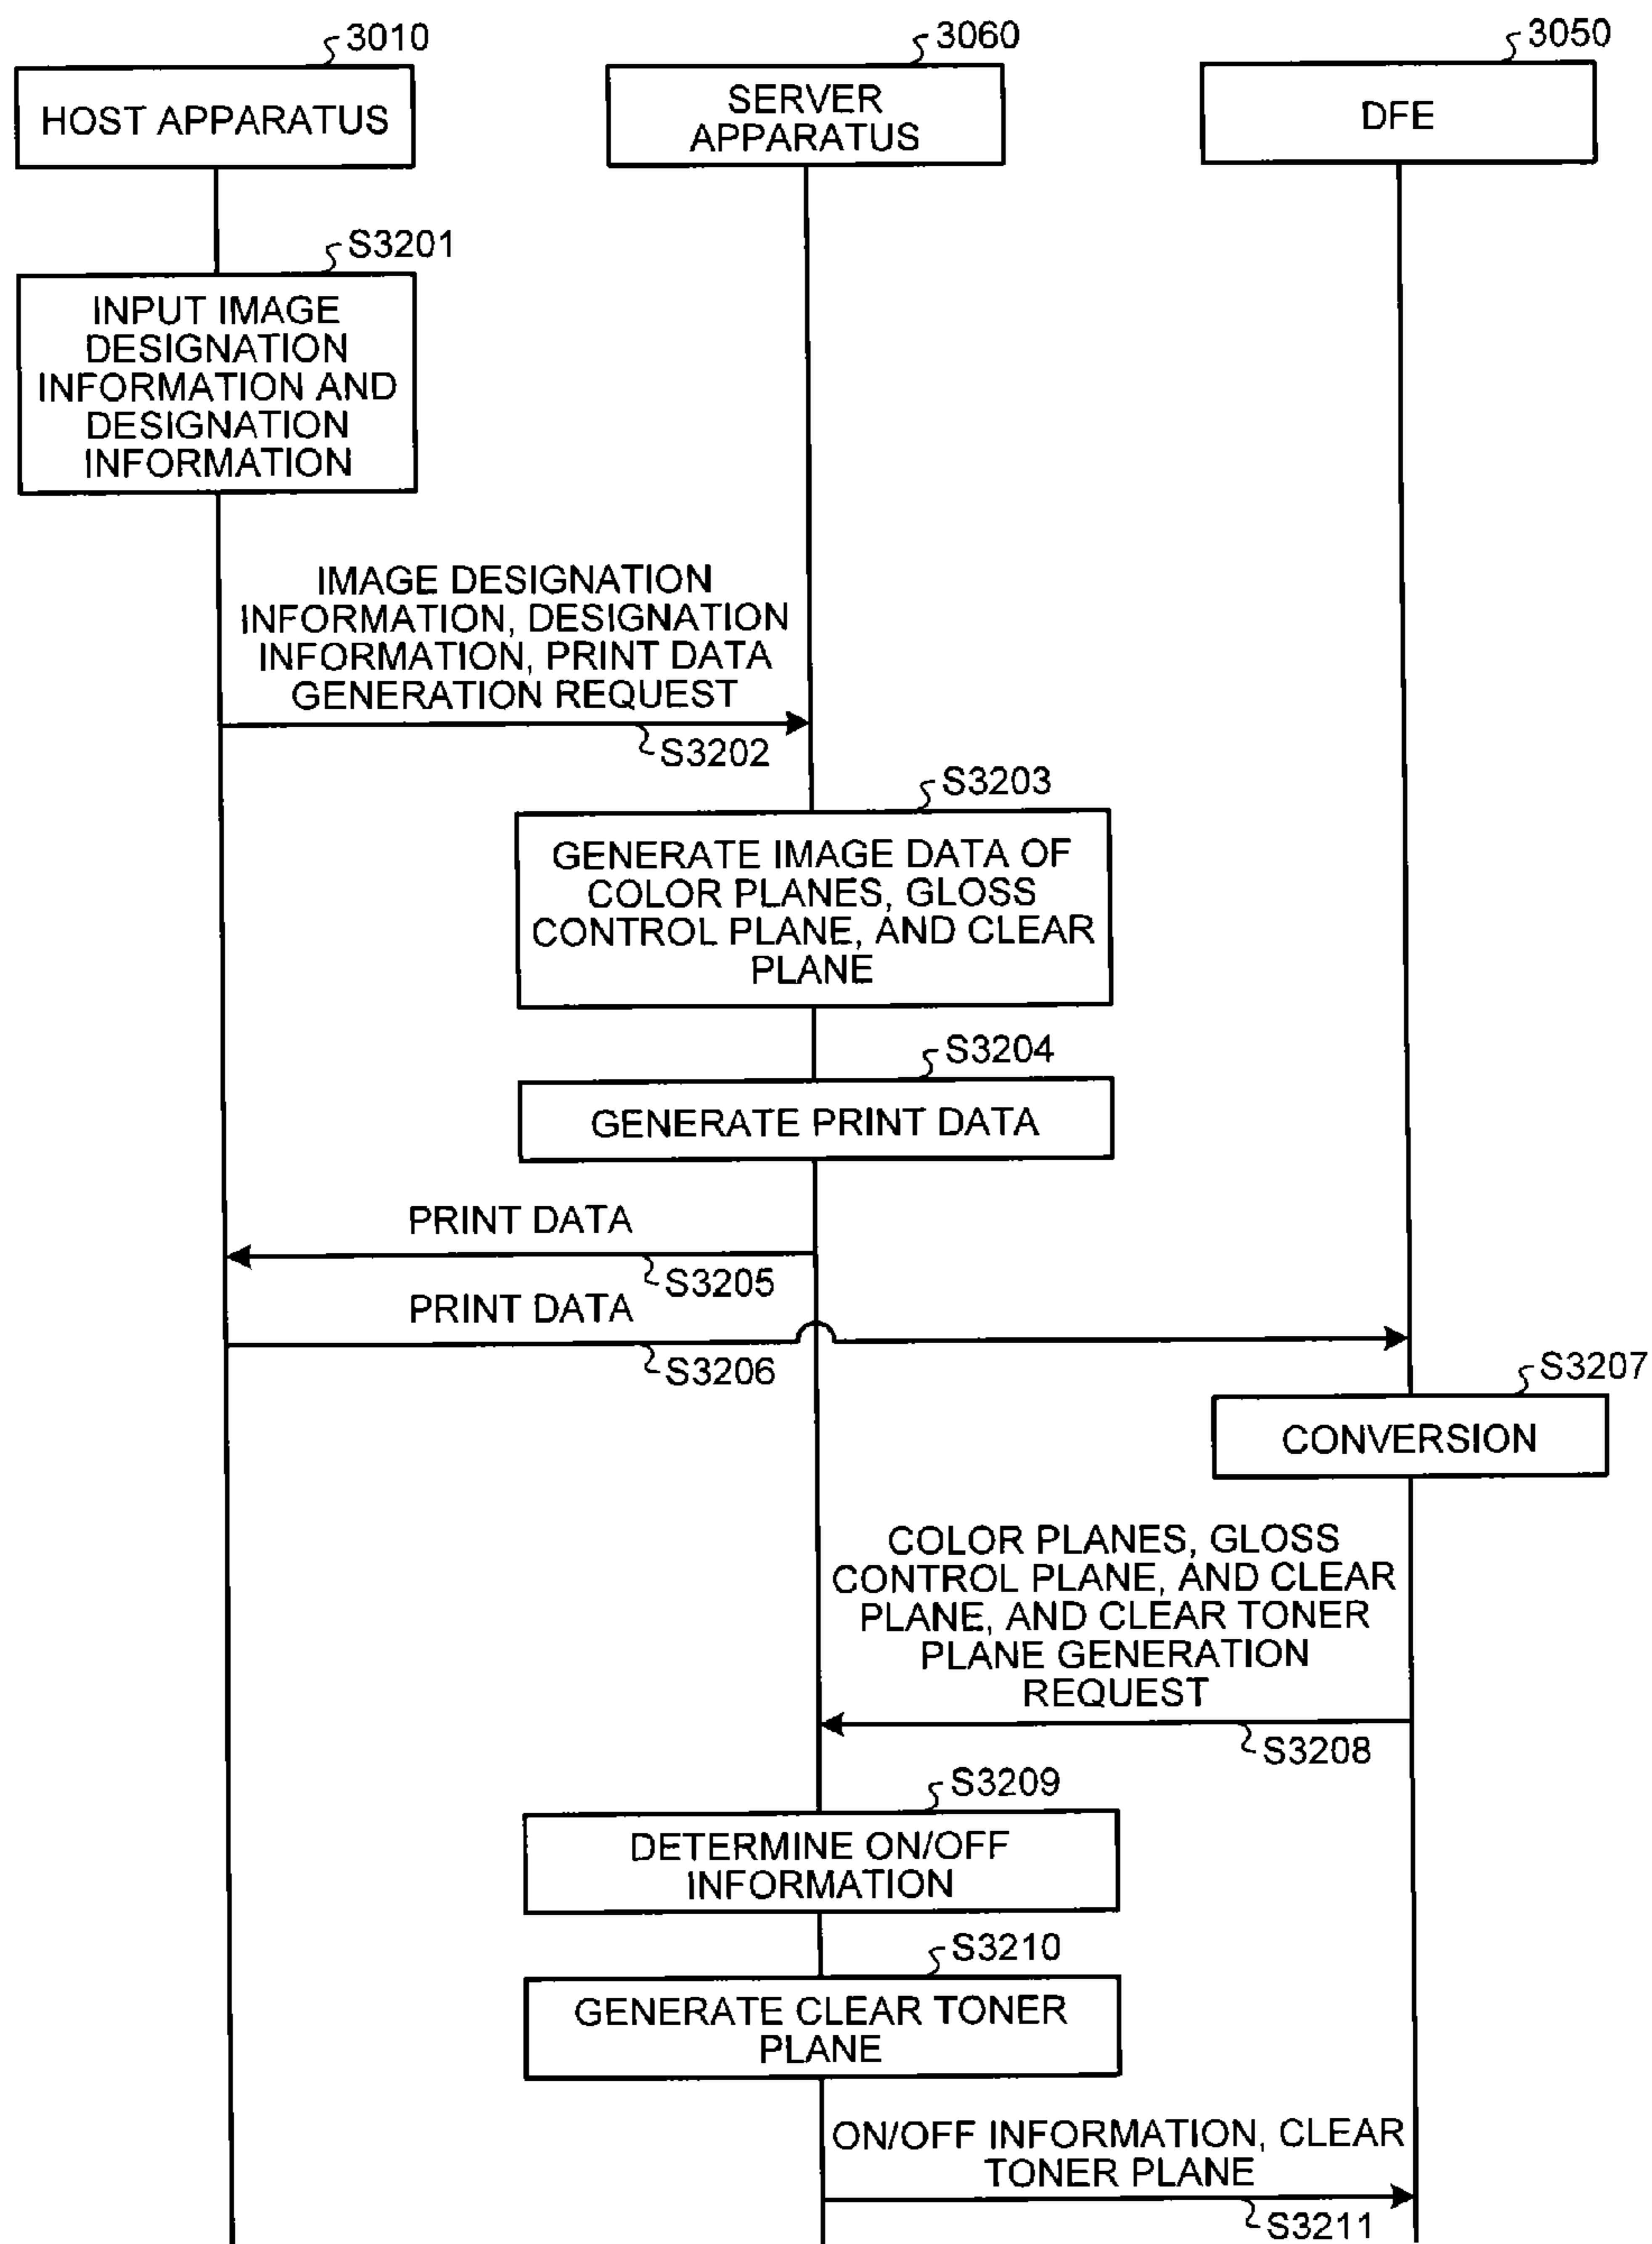 3010
3060
3050
HOST APPARATUS
SERVER
APPARATUS
DFE
S3201
INPUT IMAGE
DESIGNATION
INFORMATION AND
DESIGNATION
INFORMATION
IMAGE DESIGNATION
INFORMATION, DESIGNATION
INFORMATION, PRINT DATA
GENERATION REQUEST
S3202
S3203
GENERATE IMAGE DATA OF
COLOR PLANES, GLOSS
CONTROL PLANE, AND CLEAR
PLANE
S3204
GENERATE PRINT DATA
PRINT DATA
S3205
PRINT DATA
S3206
S3207
CONVERSION
COLOR PLANES, GLOSS
CONTROL PLANE, AND CLEAR
PLANE, AND CLEAR TONER
PLANE GENERATION
REQUEST
S3208
S3209
DETERMINE ON/OFF
INFORMATION
S3210
GENERATE CLEAR TONER
PLANE
ON/OFF INFORMATION, CLEAR
TONER PLANE
S3211